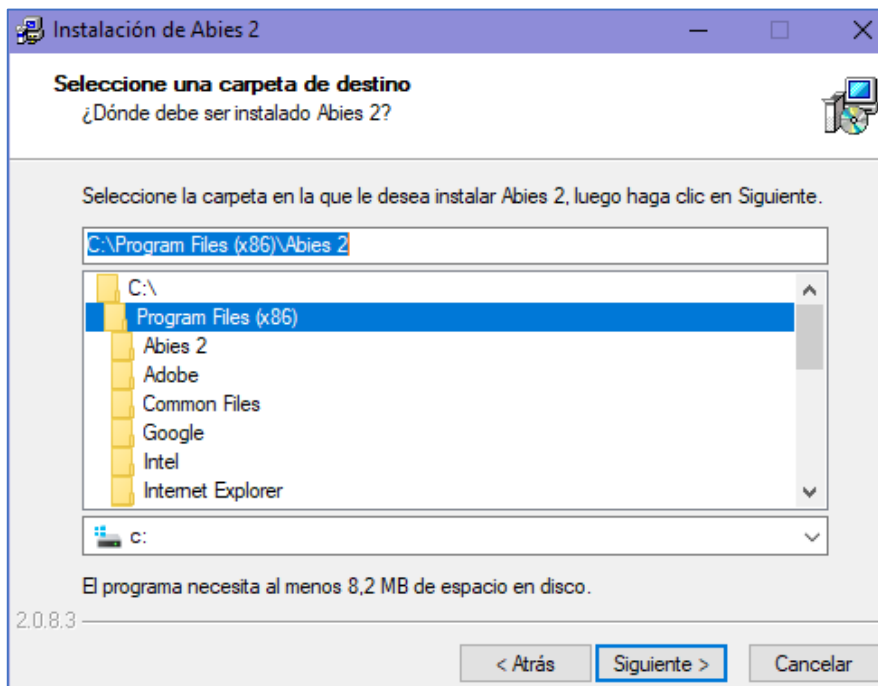 Instalación de Abies 2
Seleccione una carpeta de destino
¿Dónde debe ser instalado Abies 2?
Seleccione la carpeta en la que le desea instalar Abies 2, luego haga clic en Siguiente.
C:\Program Files (x86)\Abies 2
C:\
Program Files (x86)
Abies 2
Adobe
Common Files
Google
Intel
Internet Explorer
c:
El programa necesita al menos 8,2 MB de espacio en disco.
2.0.8.3
< Atrás
Siguiente >
Cancelar